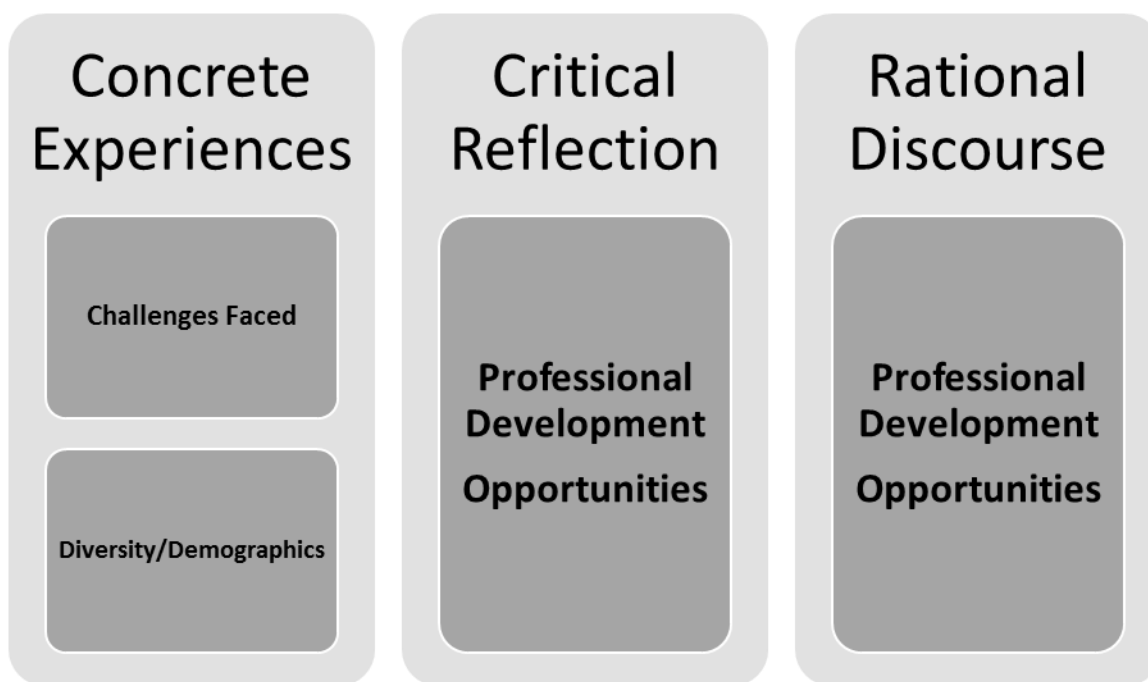 Concrete
Experiences
Challenges Faced
Diversity/Demographics
Critical
Reflection
Professional
Development
Opportunities
Rational
Discourse
Professional
Development
Opportunities